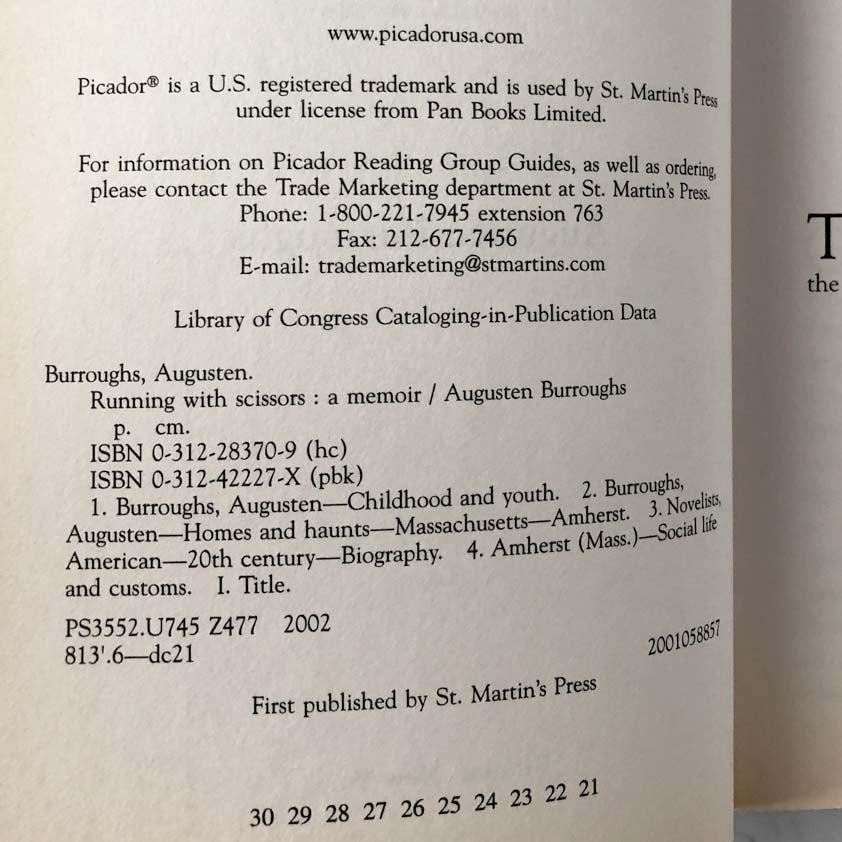 www.picadorusa.com
Picador® is a U.S. registered trademark and is used by St. Martin's Press
under license from Pan Books Limited.
For information on Picador Reading Group Guides, as well as ordering,
please contact the Trade Marketing department at St. Martin's Press.
Phone: 1-800-221-7945 extension 763
Fax: 212-677-7456
E-mail: trademarketing@stmartins.com
Library of Congress Cataloging-in-Publication Data
Burroughs, Augusten.
Running with scissors : a memoir / Augusten Burroughs
p. cm.
ISBN 0-312-28370-9 (hc)
ISBN 0-312-42227-X (pbk)
1. Burroughs, Augusten—Childhood and youth. 2. Burroughs,
Augusten—Homes and haunts—Massachusetts—Amherst. 3. Novelists,
American—20th century—Biography. 4. Amherst (Mass.)—Social life
and customs. I. Title.
PS3552.U745 Z477 2002
813'.6—dc21
2001058857
First published by St. Martin's Press
30 29 28 27 26 25 24 23 22 21
T
the